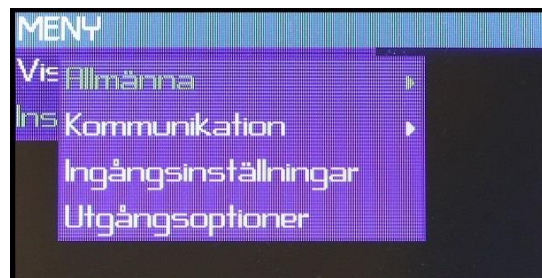 MENY
Vis
Allmänna
Ins
Kommunikation
Ingångsinställningar
Utgångsoptioner